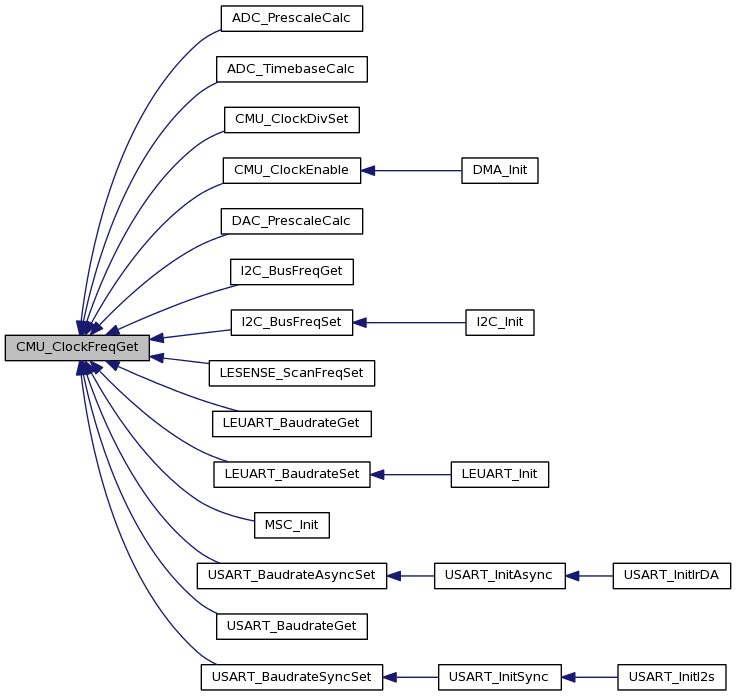 ADC_PrescaleCalc
ADC_TimebaseCalc
CMU_ClockDivSet
CMU_ClockEnable
DMA_Init
DAC_PrescaleCalc
I2C_BusFreqGet
I2C_BusFreqSet
I2C_Init
CMU_ClockFreqGet
LESENSE_ScanFreqSet
LEUART_BaudrateGet
LEUART_BaudrateSet
LEUART_Init
MSC_Init
USART_BaudrateAsyncSet
USART_InitAsync
USART_InitIrDA
USART_BaudrateGet
USART_BaudrateSyncSet
USART_InitSync
USART_InitI2s